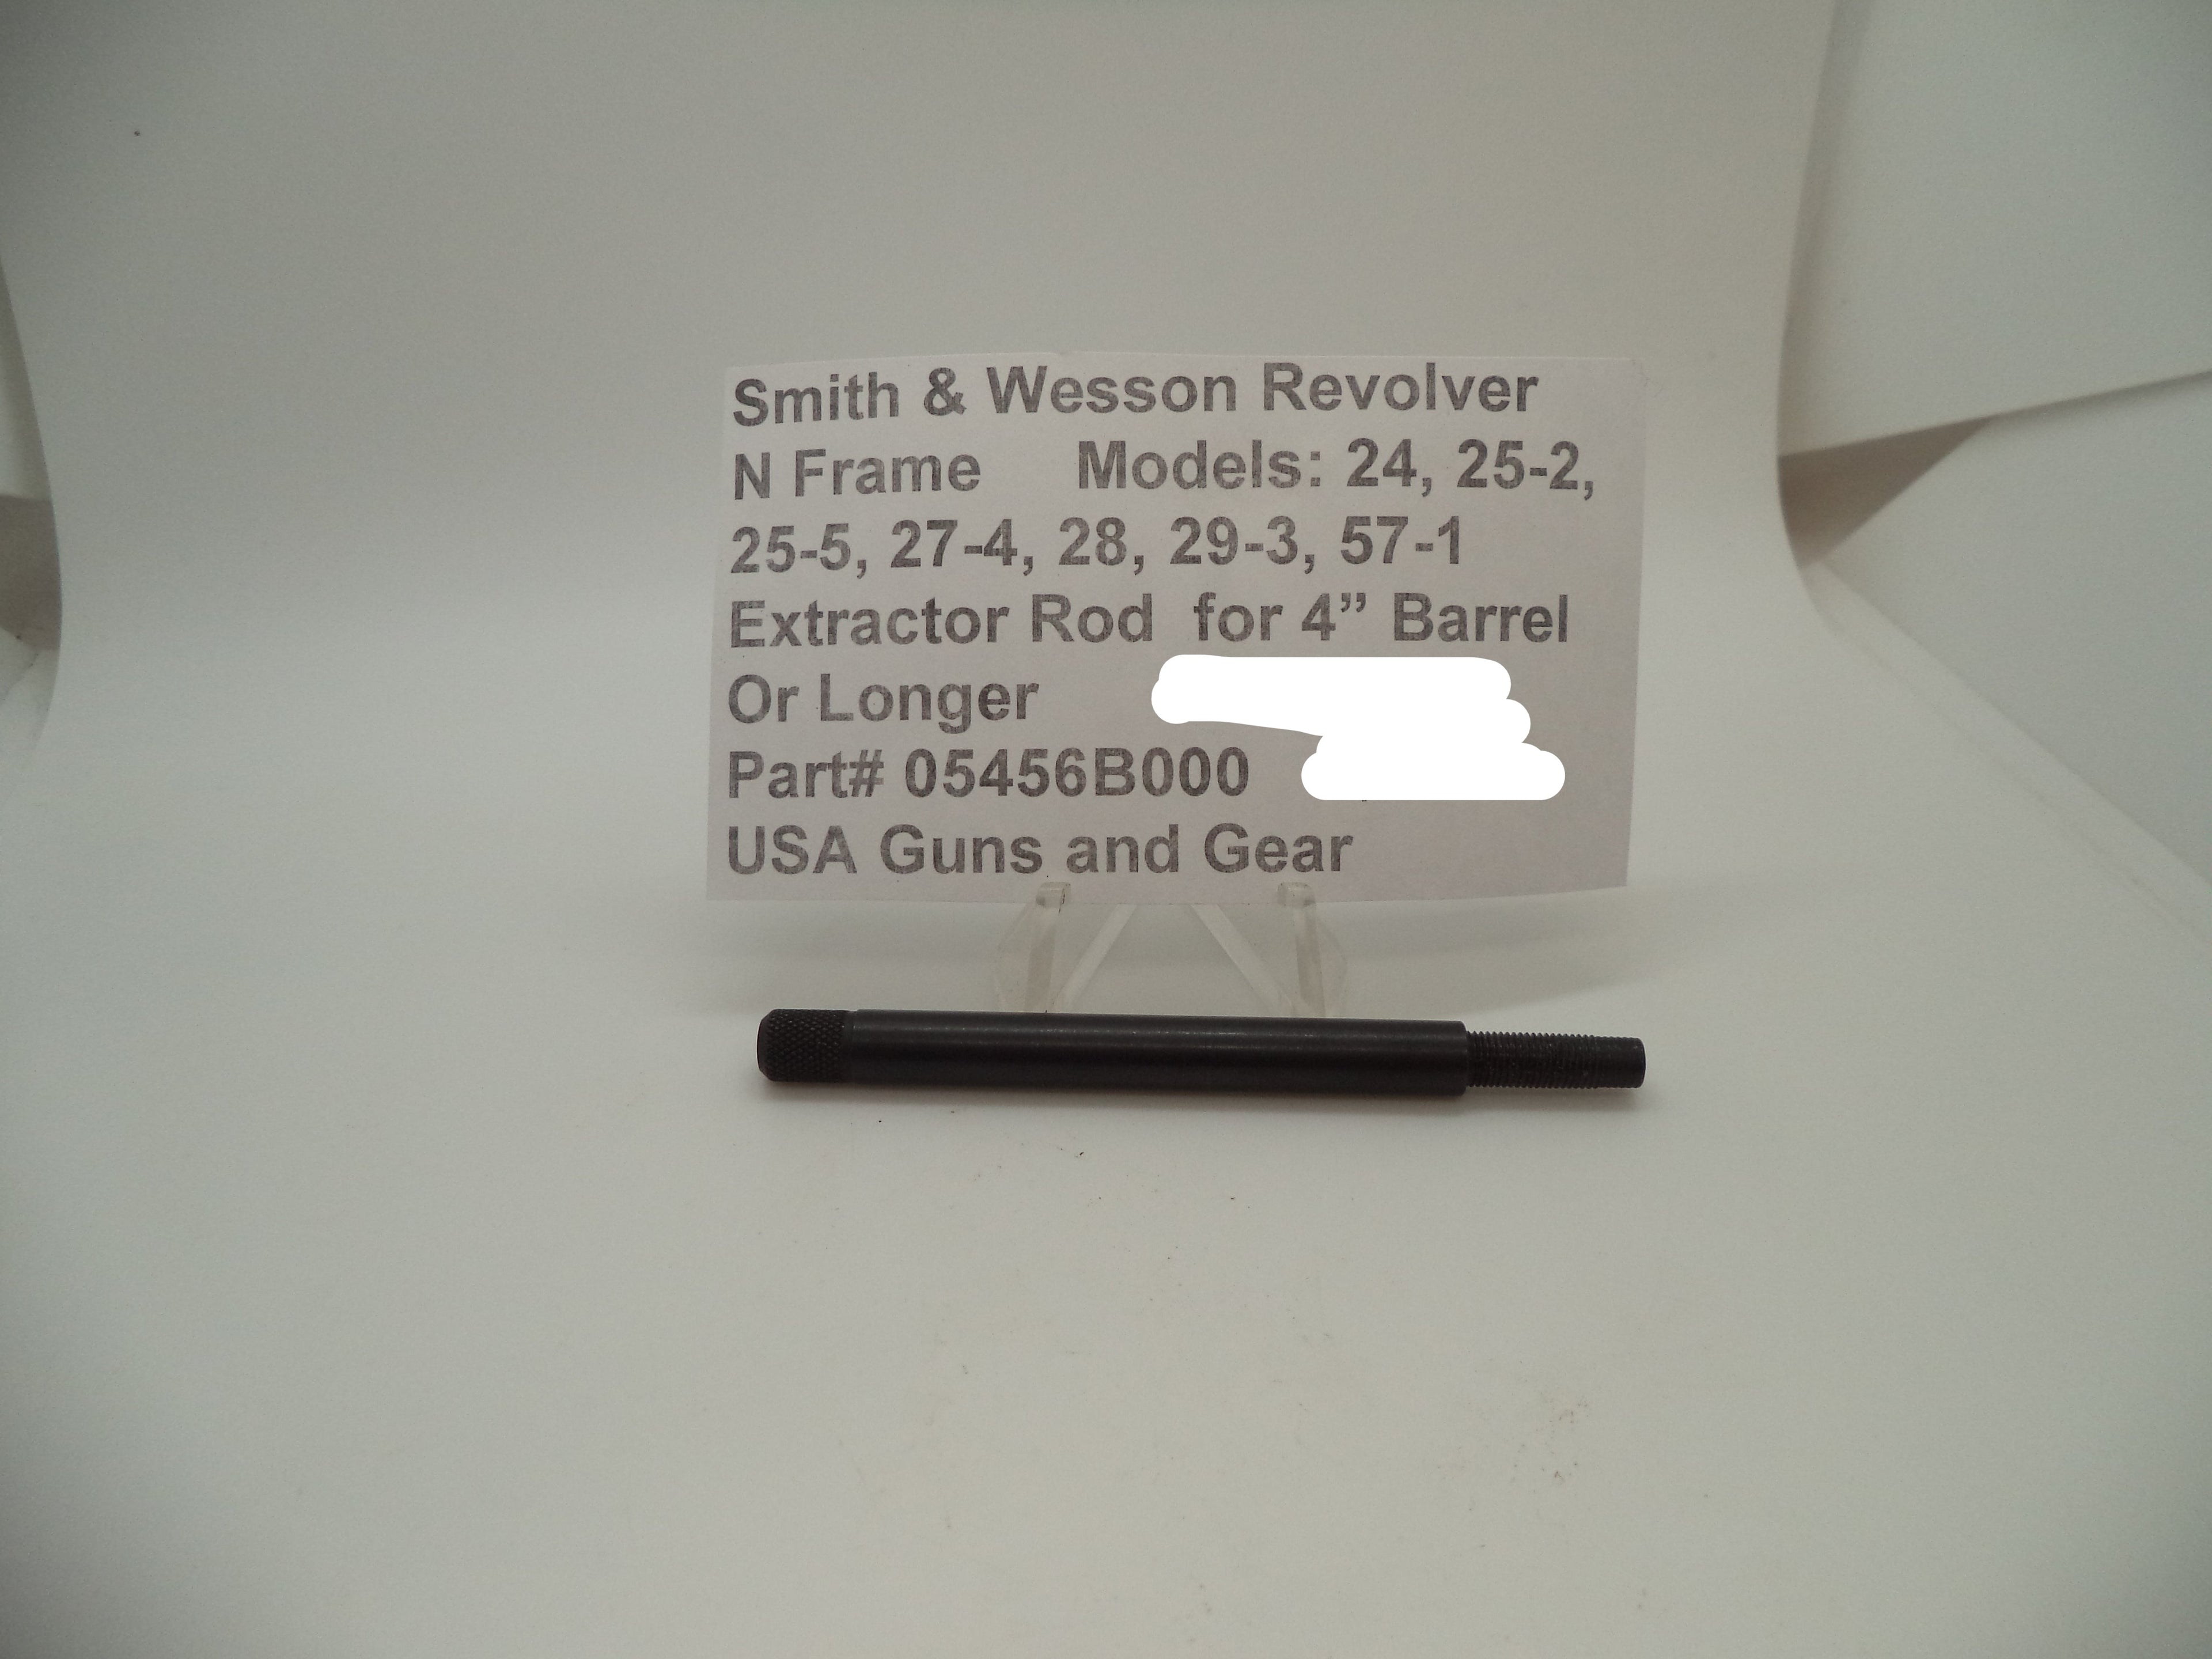 Smith & Wesson Revolver
N Frame Models: 24, 25-2,
25-5, 27-4, 28, 29-3, 57-1
Extractor Rod for 4” Barrel
Or Longer
Part# 05456B000
USA Guns and Gear